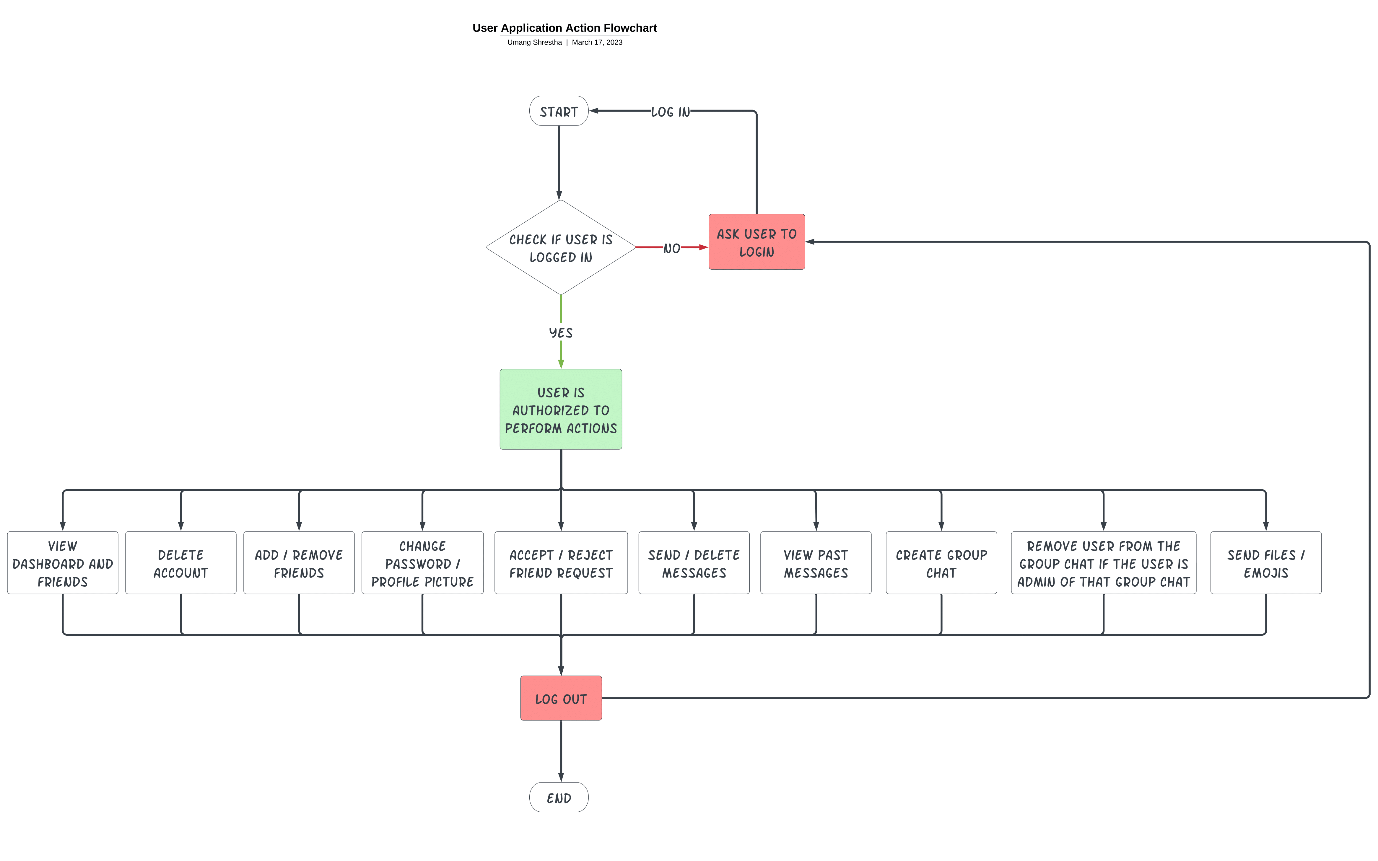 User Application Action Flowchart
Umang Shrestha | March 17, 2023
START
LOG IN
CHECK IF USER IS
LOGGED IN
NO
ASK USER TO
LOGIN
YES
USER IS
AUTHORIZED TO
PERFORM ACTIONS
VIEW
DASHBOARD AND
FRIENDS
DELETE
ACCOUNT
ADD / REMOVE
FRIENDS
CHANGE
PASSWORD /
PROFILE PICTURE
ACCEPT / REJECT
FRIEND REQUEST
SEND / DELETE
MESSAGES
VIEW PAST
MESSAGES
CREATE GROUP
CHAT
REMOVE USER FROM THE
GROUP CHAT IF THE USER IS
ADMIN OF THAT GROUP CHAT
SEND FILES /
EMOJIS
LOG OUT
END